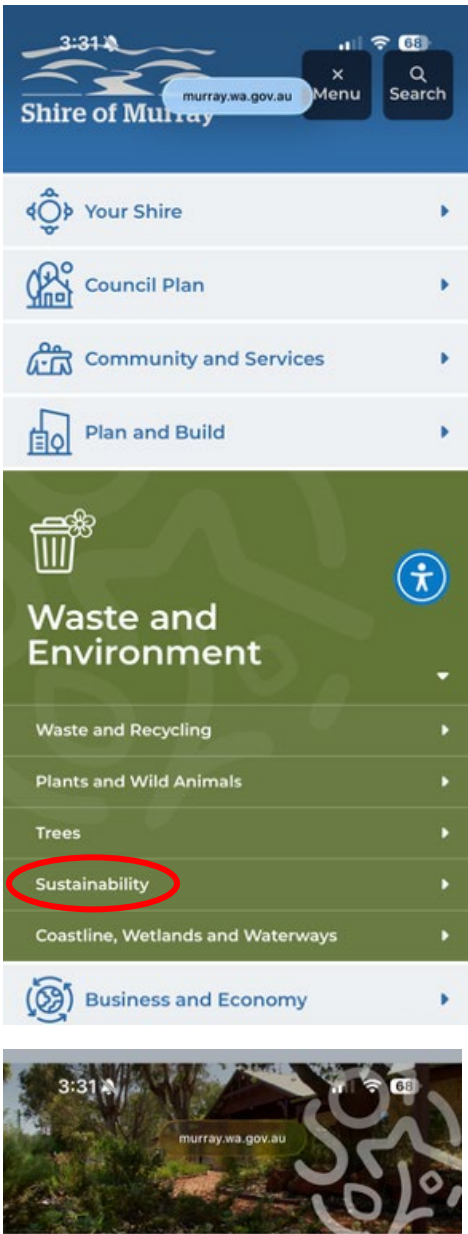 3:31
68
Shire of Murray
murray.wa.gov.au
Menu
Search
Your Shire
Council Plan
Community and Services
Plan and Build
Waste and
Environment
Waste and Recycling
Plants and Wild Animals
Trees
Sustainability
Coastline, Wetlands and Waterways
Business and Economy
3:31
68
murray.wa.gov.au